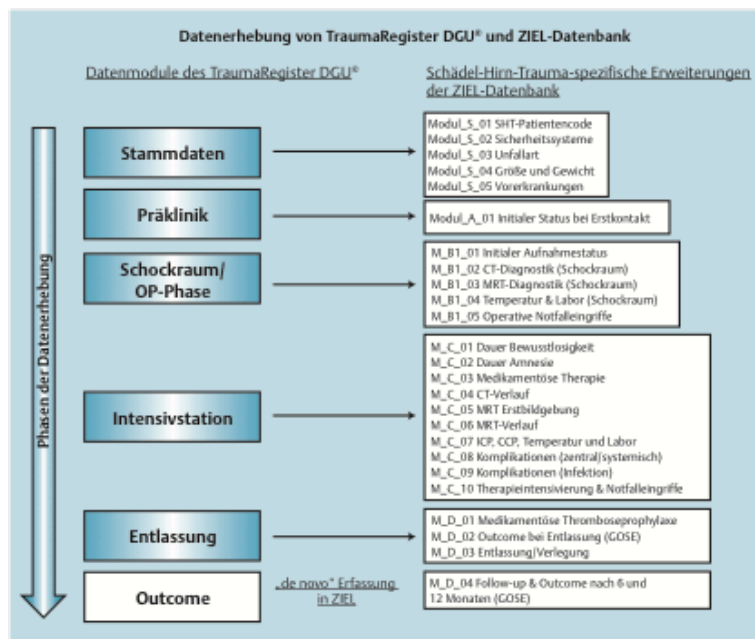 Datenerhebung von TraumaRegister DGU® und ZIEL-Datenbank
Datenmodule des TraumaRegister DGU®
Schädel-Hirn-Trauma-spezifische Erweiterungen
der ZIEL-Datenbank
Phasen der Datenerhebung
Stammdaten
Modul_S_01 SHT-Patientencode
Modul_S_02 Sicherheitssysteme
Modul_S_03 Unfallart
Modul_S_04 Größe und Gewicht
Modul_S_05 Vorerkrankungen
Präklinik
Modul_A_01 Initialer Status bei Erstkontakt
Schockraum/
OP-Phase
M_B1_01 Initialer Aufnahmestatus
M_B1_02 CT-Diagnostik (Schockraum)
M_B1_03 MRT-Diagnostik (Schockraum)
M_B1_04 Temperatur & Labor (Schockraum)
M_B1_05 Operative Notfalleingriffe
Intensivstation
M_C_01 Dauer Bewusstlosigkeit
M_C_02 Dauer Amnesie
M_C_03 Medikamentöse Therapie
M_C_04 CT-Verlauf
M_C_05 MRT Erstbildgebung
M_C_06 MRT-Verlauf
M_C_07 ICP, CCP, Temperatur und Labor
M_C_08 Komplikationen (zentral/systemisch)
M_C_09 Komplikationen (Infektion)
M_C_10 Therapieintensivierung & Notfalleingriffe
Entlassung
M_D_01 Medikamentöse Thromboseprophylaxe
M_D_02 Outcome bei Entlassung (GOSE)
M_D_03 Entlassung/Verlegung
Outcome
„de novo" Erfassung
in ZIEL
M_D_04 Follow-up & Outcome nach 6 und
12 Monaten (GOSE)